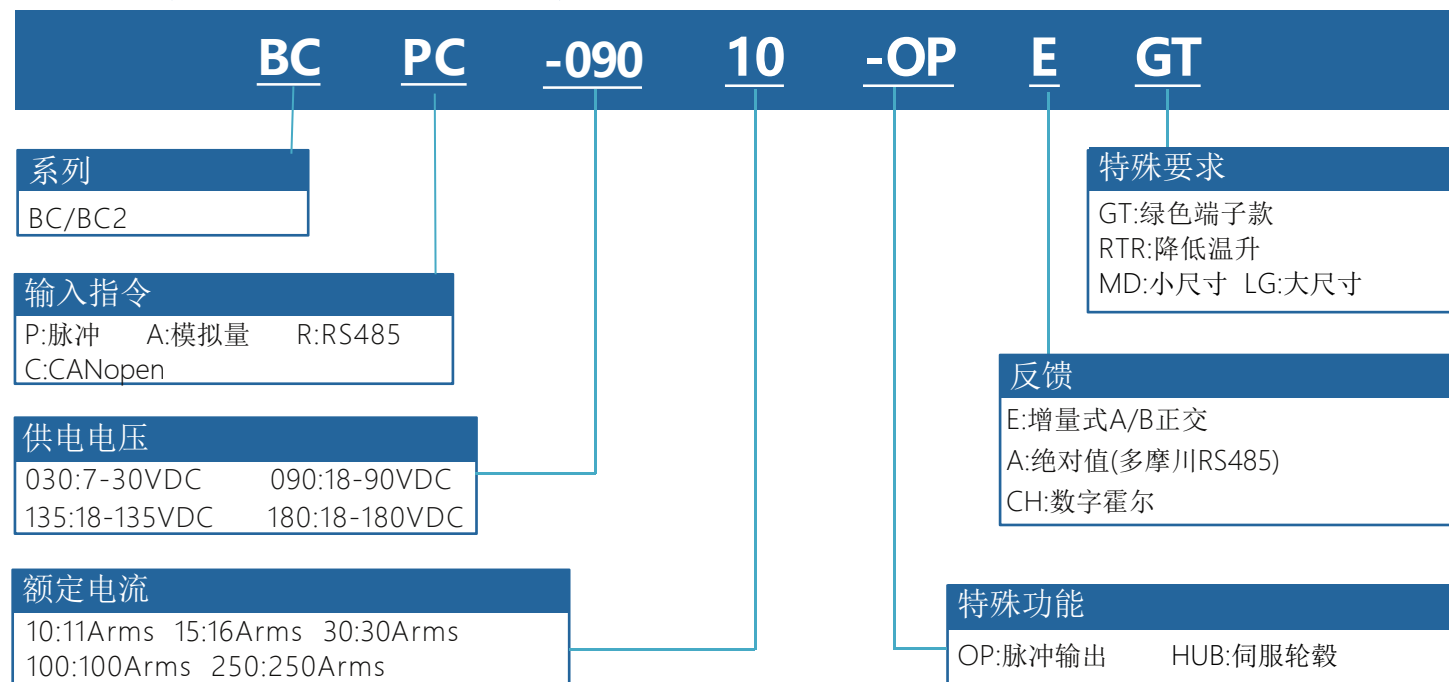 BC PC -090 10 -OP E GT
系列
BC/BC2
输入指令
P:脉冲 A:模拟量 R:RS485
C:CANopen
供电电压
030:7-30VDC 090:18-90VDC
135:18-135VDC 180:18-180VDC
额定电流
10:11Arms 15:16Arms 30:30Arms
100:100Arms 250:250Arms
特殊要求
GT:绿色端子款
RTR:降低温升
MD:小尺寸 LG:大尺寸
反馈
E:增量式A/B正交
A:绝对值(多摩川RS485)
CH:数字霍尔
特殊功能
OP:脉冲输出 HUB:伺服轮毂